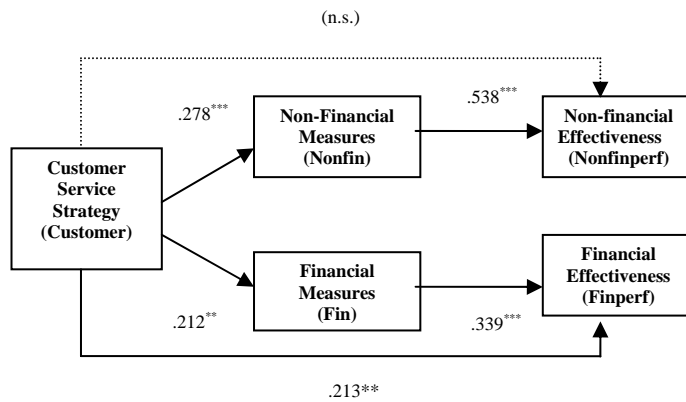 (n.s.)
.278***
.538***
Non-Financial
Measures
(Nonfin)
Non-financial
Effectiveness
(Nonfinperf)
Customer
Service
Strategy
(Customer)
Financial
Measures
(Fin)
Financial
Effectiveness
(Finperf)
.212**
.339***
.213**